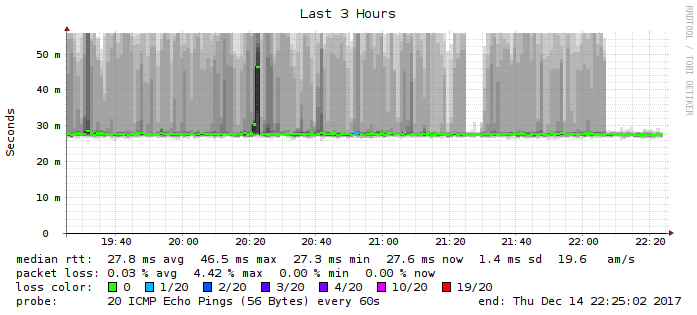 Last 3 Hours
RRDTOOL / TOBI OETIKER
Seconds
50 m
40 m
30 m
20 m
10 m
0
19:40 20:00 20:20 20:40 21:00 21:20 21:40 22:00 22:20
median rtt: 27.8 ms avg 46.5 ms max 27.3 ms min 27.6 ms now 1.4 ms sd 19.6 am/s
packet loss: 0.03 % avg 4.42 % max 0.00 % min 0.00 % now
loss color: 0 1/20 2/20 3/20 4/20 10/20 19/20
probe: 20 ICMP Echo Pings (56 Bytes) every 60s end: Thu Dec 14 22:25:02 2017